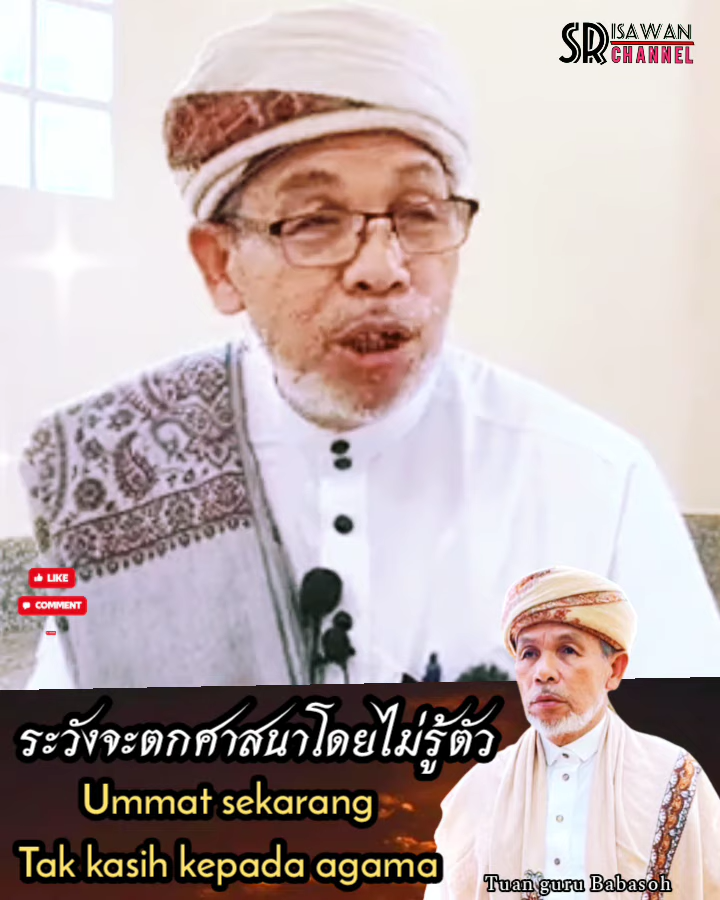 SR ISAWAN
CHANNEL
LIKE
COMMENT
ระวังจะตกศาสนาโดยไม่รู้ตัว
Ummat sekarang
Tak kasih kepada agama
Tuan guru Babasoh